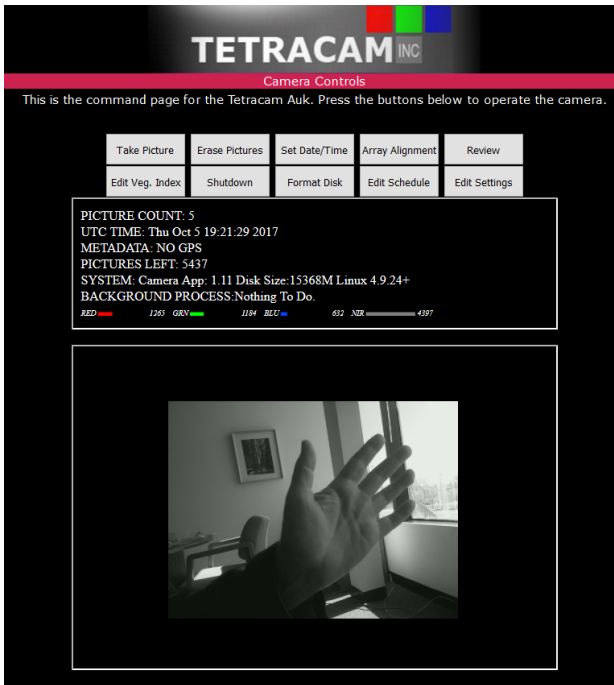 TETRACAM INC
Camera Controls
This is the command page for the Tetracam Auk. Press the buttons below to operate the camera.
Take Picture Erase Pictures Set Date/Time Array Alignment Review
Edit Veg. Index Shutdown Format Disk Edit Schedule Edit Settings
PICTURE COUNT: 5
UTC TIME: Thu Oct 5 19:21:29 2017
METADATA: NO GPS
PICTURES LEFT: 5437
SYSTEM: Camera App: 1.11 Disk Size:15368M Linux 4.9.24+
BACKGROUND PROCESS:Nothing To Do.
RED 1265 GRN 1184 BLU 632 NIR 4397